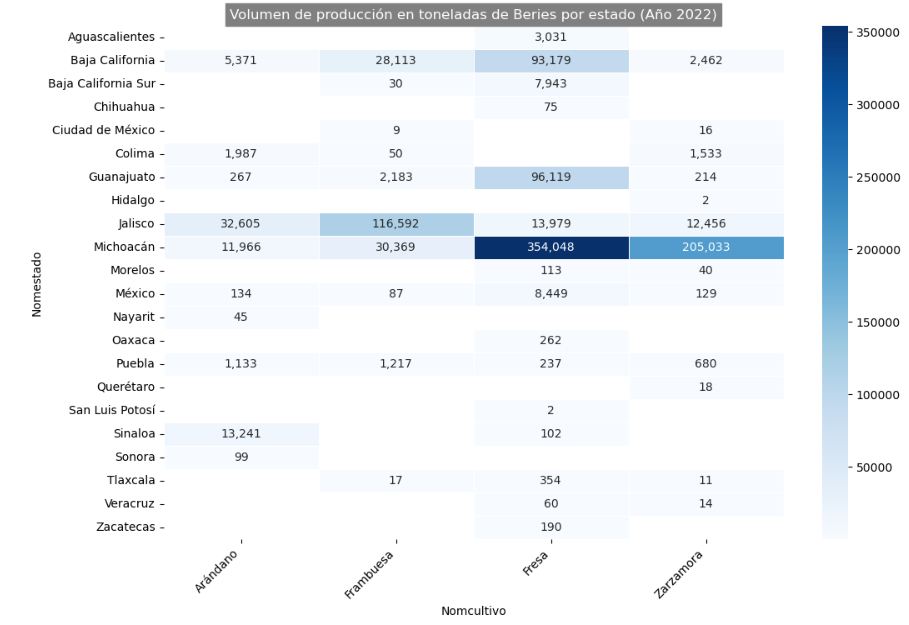 Volumen de producción en toneladas de Beries por estado (Año 2022)
Aguascalientes 3,031
Baja California 5,371 28,113 93,179 2,462
Baja California Sur 30 7,943
Chihuahua 75
Ciudad de México 9 16
Colima 1,987 50 1,533
Guanajuato 267 2,183 96,119 214
Hidalgo 2
Jalisco 32,605 116,592 13,979 12,456
Michoacán 11,966 30,369 354,048 205,033
Morelos 113 40
México 134 87 8,449 129
Nayarit 45
Oaxaca 262
Puebla 1,133 1,217 237 680
Querétaro 18
San Luis Potosí 2
Sinaloa 13,241 102
Sonora 99
Tlaxcala 17 354 11
Veracruz 60 14
Zacatecas 190
Nomestado
Arándano Frambuesa Fresa Zarzamora
Nomcultivo
350000
300000
250000
200000
150000
100000
50000